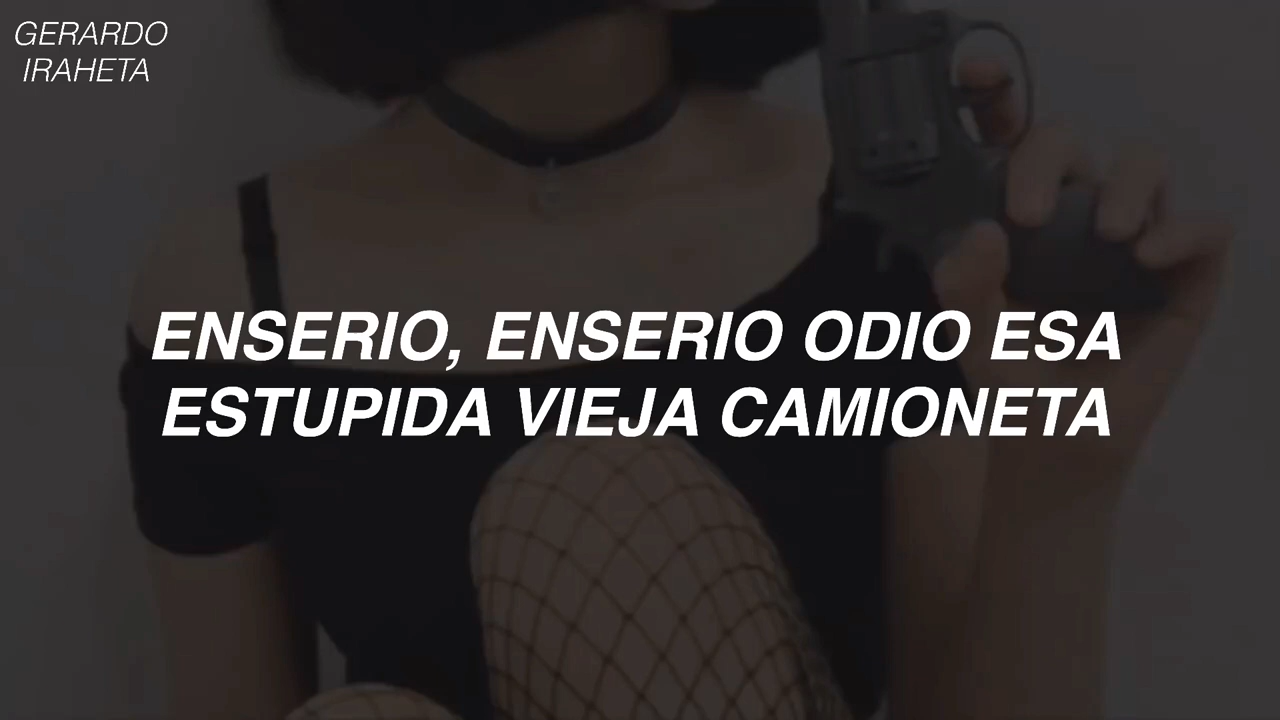 GERARDO
IRAHETA
ENSERIO, ENSERIO ODIO ESA
ESTUPIDA VIEJA CAMIONETA